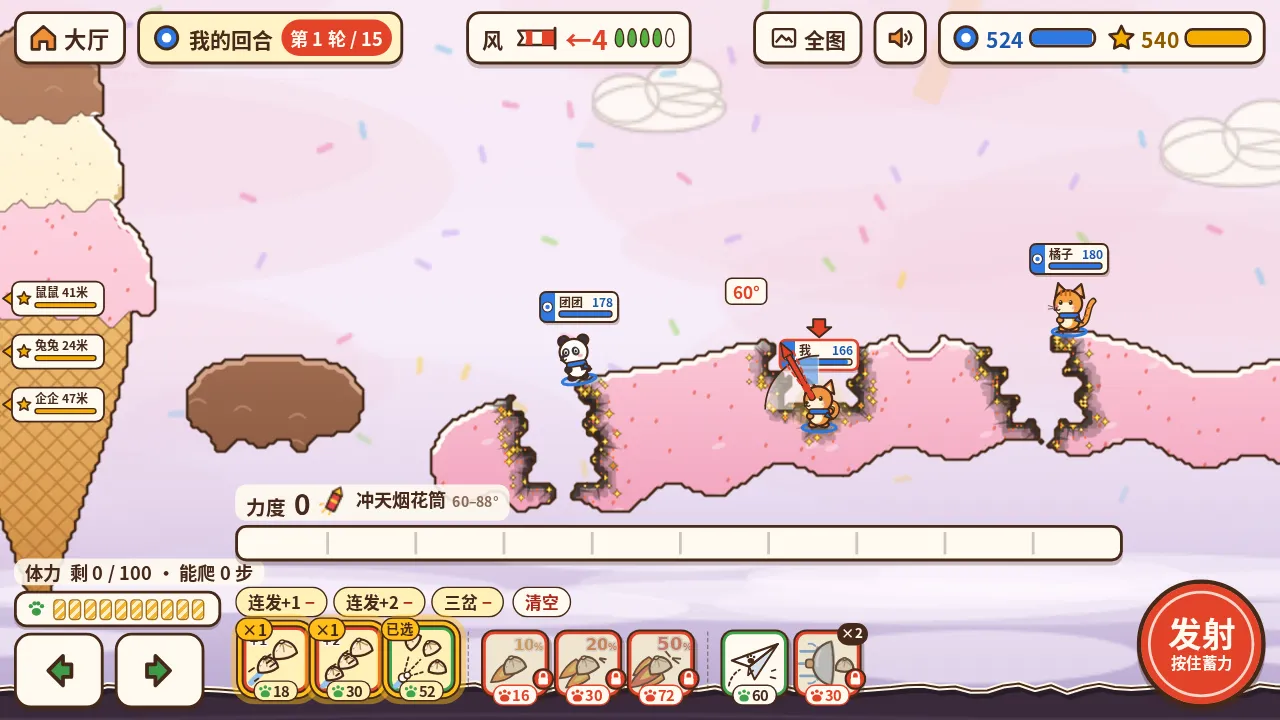 大厅
我的回合 第 1 轮 / 15
风 ←4
全图
524 540
鼠鼠 41米
兔兔 24米
企企 47米
团团 178
60°
我 166
橘子 180
力度 0 冲天烟花筒 60–88°
体力 剩 0 / 100 · 能爬 0 步
连发+1 − 连发+2 − 三岔 − 清空
×1 ×1 已选 10% 20% 50% ×2
18 30 52 16 30 72 60 30
发射
按住蓄力